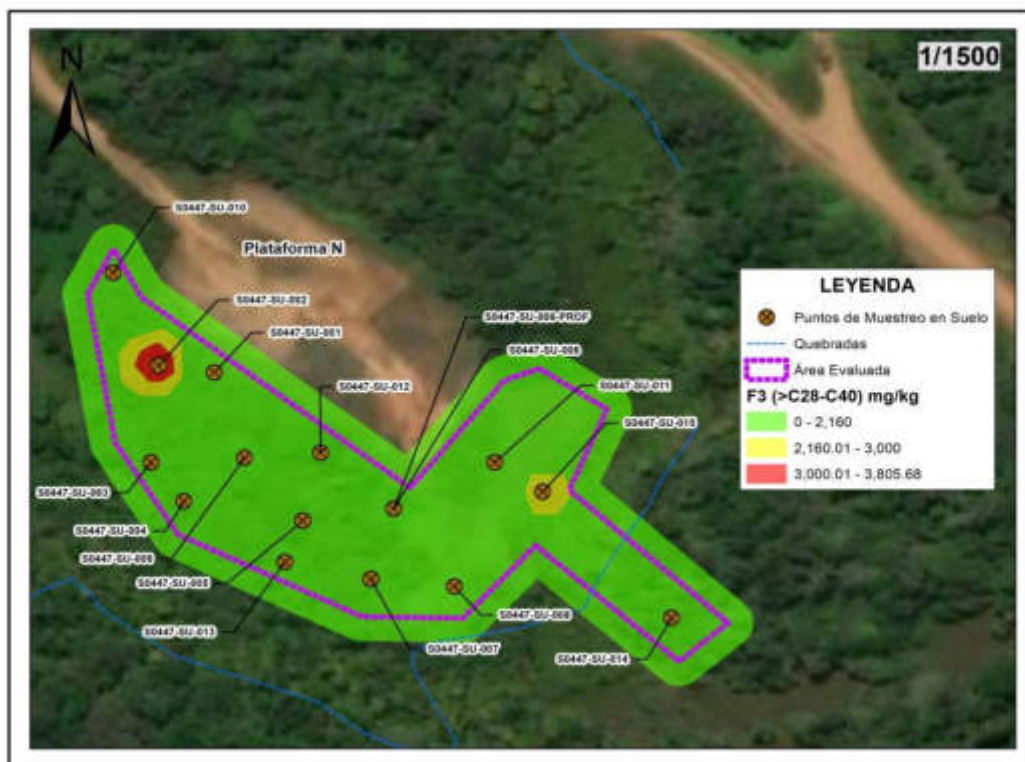 1/1500
N
S0447-SU-010
Plataforma N
S0447-SU-002
S0447-SU-001
S0447-SU-006-PROF
S0447-SU-006
S0447-SU-012
S0447-SU-011
S0447-SU-015
S0447-SU-003
S0447-SU-004
S0447-SU-005
S0447-SU-013
S0447-SU-007
S0447-SU-008
S0447-SU-014
LEYENDA
Puntos de Muestreo en Suelo
Quebradas
Área Evaluada
F3 (>C28-C40) mg/kg
0 - 2,160
2,160.01 - 3,000
3,000.01 - 3,805.68